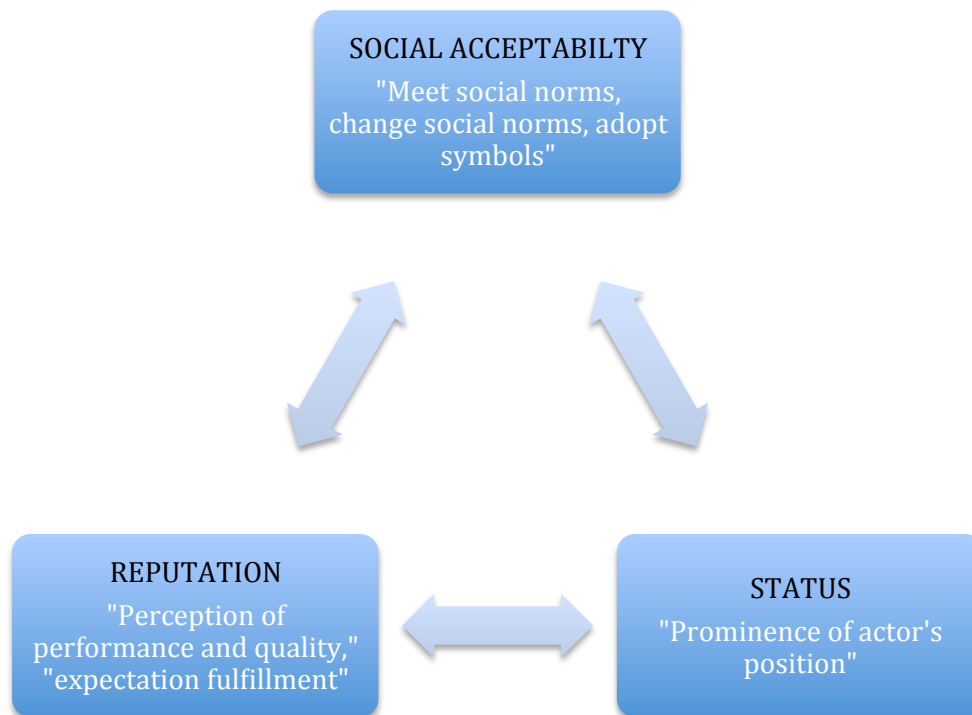 SOCIAL ACCEPTABILTY
"Meet social norms,
change social norms, adopt
symbols"
REPUTATION
"Perception of
performance and quality,"
"expectation fulfillment"
STATUS
"Prominence of actor's
position"